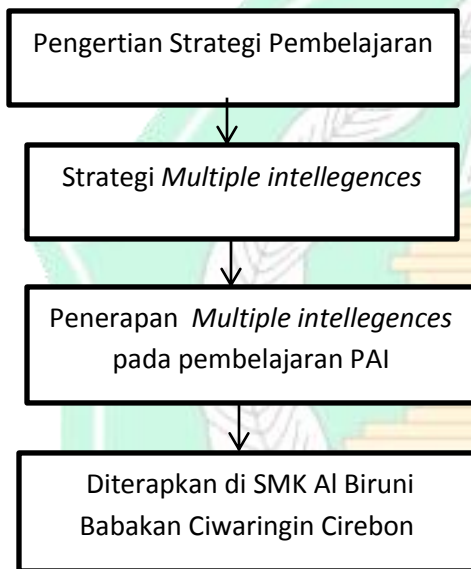 Pengertian Strategi Pembelajaran
Strategi Multiple intellegences
Penerapan Multiple intellegences
pada pembelajaran PAI
Diterapkan di SMK Al Biruni
Babakan Ciwaringin Cirebon